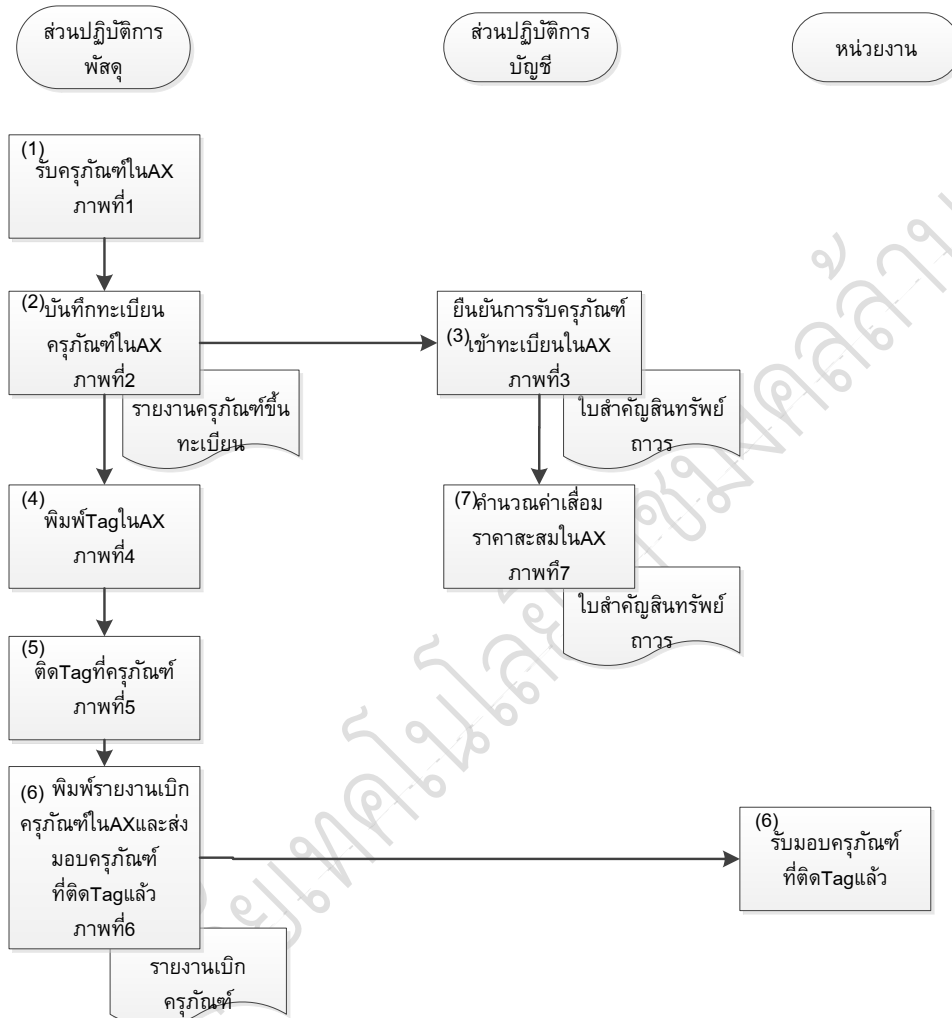 ส่วนปฏิบัติการ
พัสดุ
ส่วนปฏิบัติการ
บัญชี
หน่วยงาน
(1)
รับครุภัณฑ์ในAX
ภาพที่1
(2)บันทึกทะเบียน
ครุภัณฑ์ในAX
ภาพที่2
รายงานครุภัณฑ์ขึ้น
ทะเบียน
ยืนยันการรับครุภัณฑ์
(3)เข้าทะเบียนในAX
ภาพที่3
ใบสำคัญสินทรัพย์
ถาวร
(4)
พิมพ์TagในAX
ภาพที่4
(7)คำนวณค่าเสื่อม
ราคาสะสมในAX
ภาพที7
ใบสำคัญสินทรัพย์
ถาวร
(5)
ติดTagที่ครุภัณฑ์
ภาพที่5
(6) พิมพ์รายงานเบิก
ครุภัณฑ์ในAXและส่ง
มอบครุภัณฑ์
ที่ติดTagแล้ว
ภาพที่6
รายงานเบิก
ครุภัณฑ์
(6)
รับมอบครุภัณฑ์
ที่ติดTagแล้ว